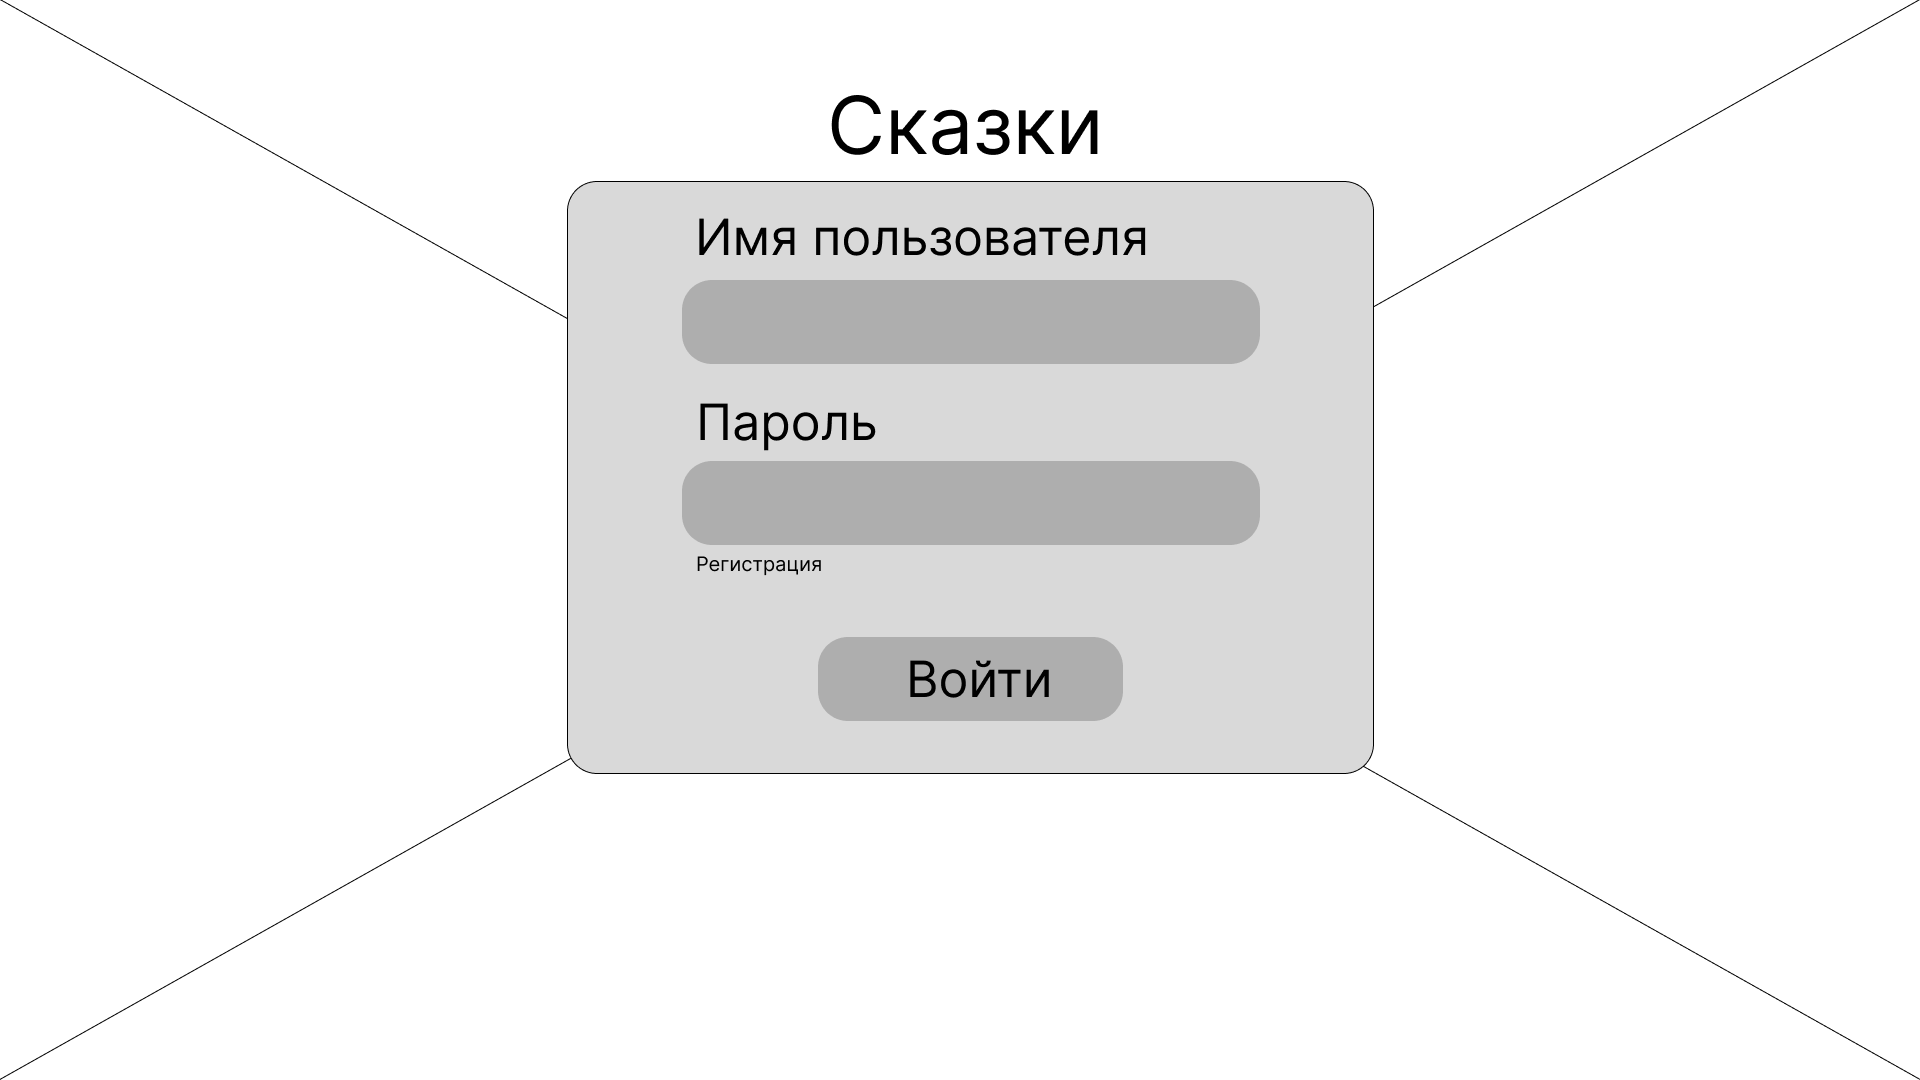 Сказки
Имя пользователя
Пароль
Регистрация
Войти